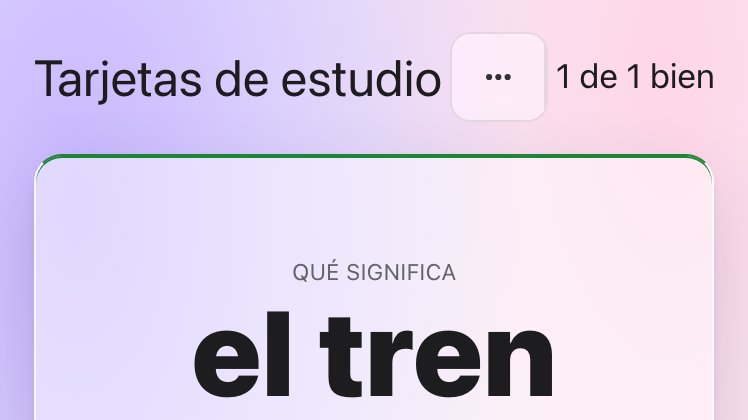 Tarjetas de estudio ••• 1 de 1 bien
QUÉ SIGNIFICA
el tren